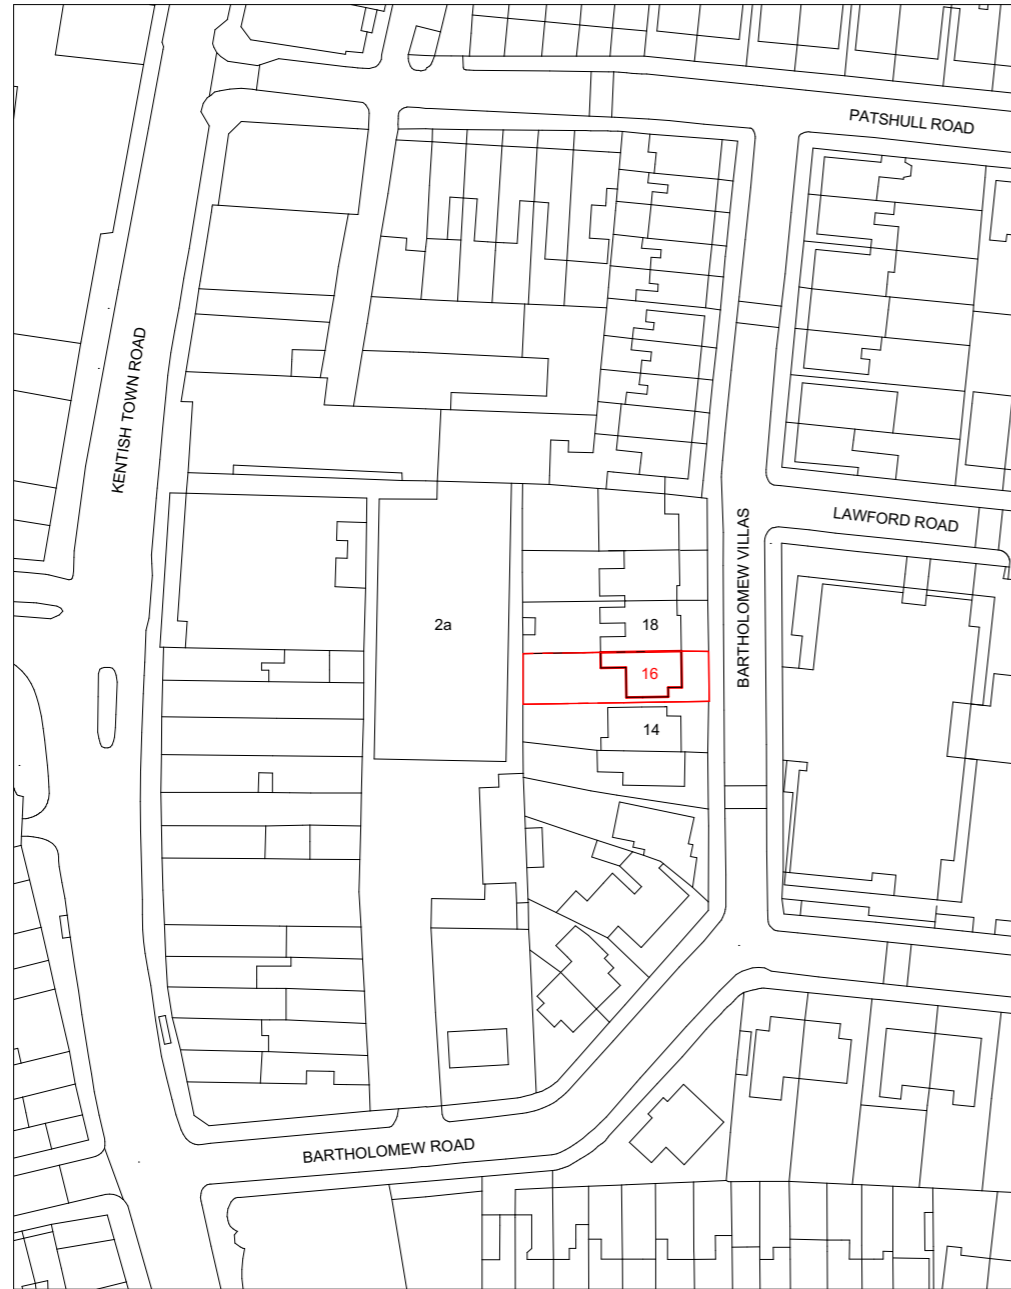 PATSHULL ROAD
KENTISH TOWN ROAD
LAWFORD ROAD
BARTHOLOMEW VILLAS
2a
18
16
14
BARTHOLOMEW ROAD